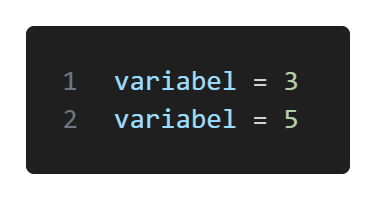 1 variabel = 3
2 variabel = 5